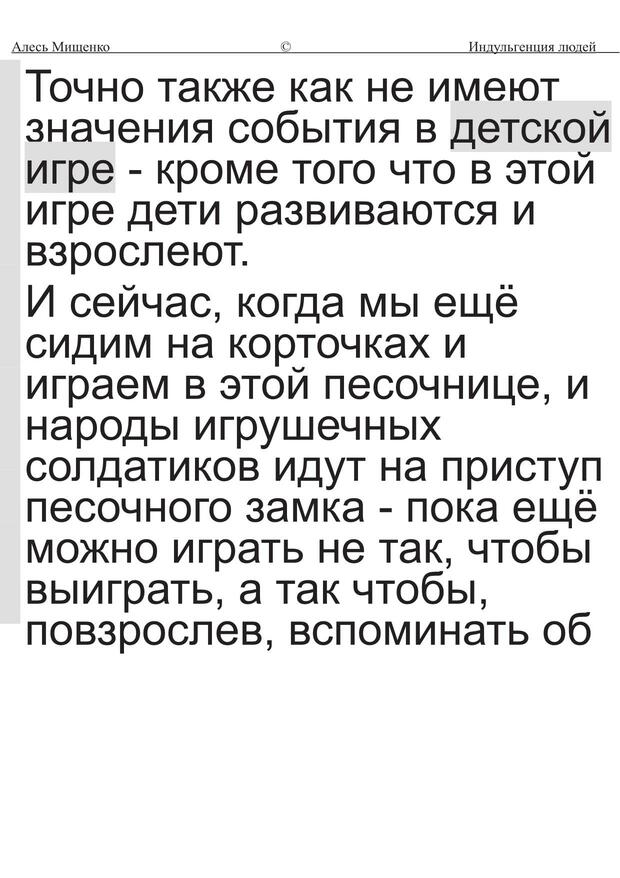 Алесь Мищенко © Индульгенция людей
Точно также как не имеют
значения события в детской
игре - кроме того что в этой
игре дети развиваются и
взрослеют.
И сейчас, когда мы ещё
сидим на корточках и
играем в этой песочнице, и
народы игрушечных
солдатиков идут на приступ
песочного замка - пока ещё
можно играть не так, чтобы
выиграть, а так чтобы,
повзрослев, вспоминать об